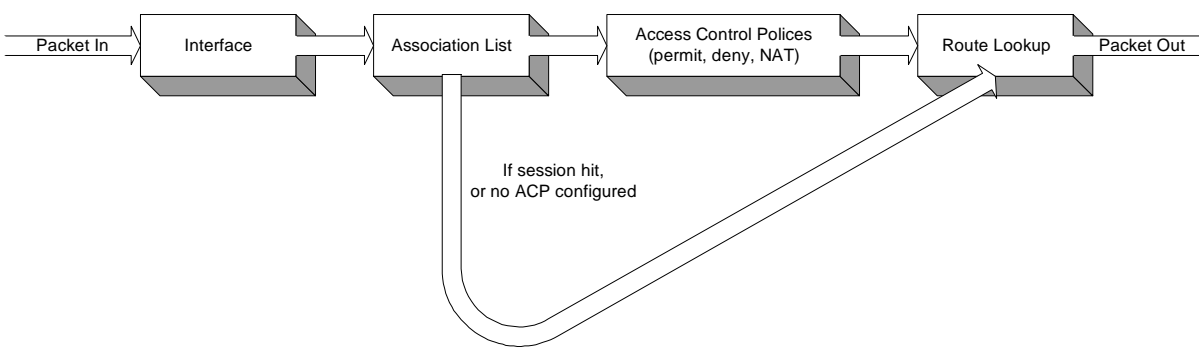 Packet In
Interface
Association List
Access Control Polices
(permit, deny, NAT)
Route Lookup
Packet Out
If session hit,
or no ACP configured